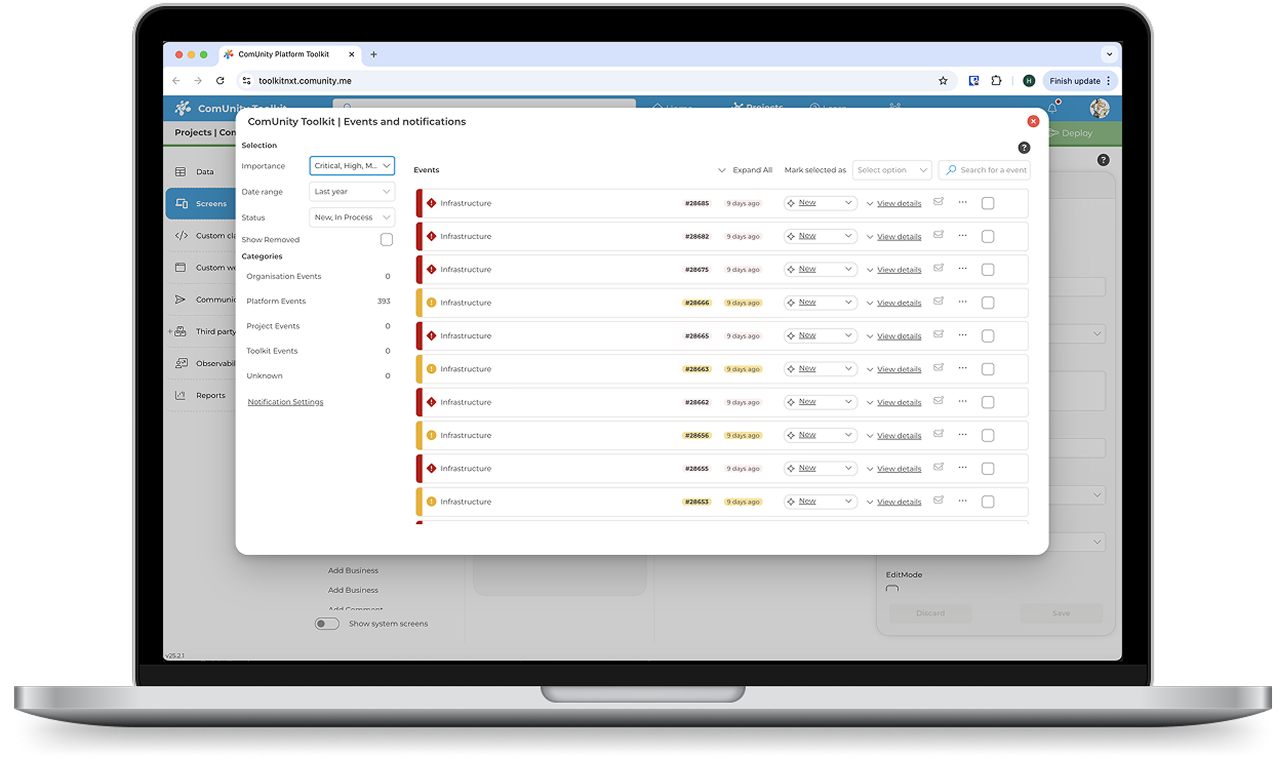 ComUnity Platform Toolkit
toolkitnxt.comunity.me
H
Finish update
ComUnity Toolkit
Home
Projects
Learn
Projects | Com
Deploy
Data
Screens
Custom cla
Custom we
Communic
Third party
Observabil
Reports
ComUnity Toolkit | Events and notifications
Selection
Importance
Critical, High, M...
Date range
Last year
Status
New, In Process
Show Removed
Categories
Organisation Events 0
Platform Events 393
Project Events 0
Toolkit Events 0
Unknown 0
Notification Settings
Events
Expand All
Mark selected as
Select option
Search for a event
Infrastructure #28685 9 days ago New View details
Infrastructure #28682 9 days ago New View details
Infrastructure #28675 9 days ago New View details
Infrastructure #28666 9 days ago New View details
Infrastructure #28665 9 days ago New View details
Infrastructure #28663 9 days ago New View details
Infrastructure #28662 9 days ago New View details
Infrastructure #28656 9 days ago New View details
Infrastructure #28655 9 days ago New View details
Infrastructure #28653 9 days ago New View details
Add Business
Add Business
Add Comment
Show system screens
EditMode
Discard
Save
v25.2.1